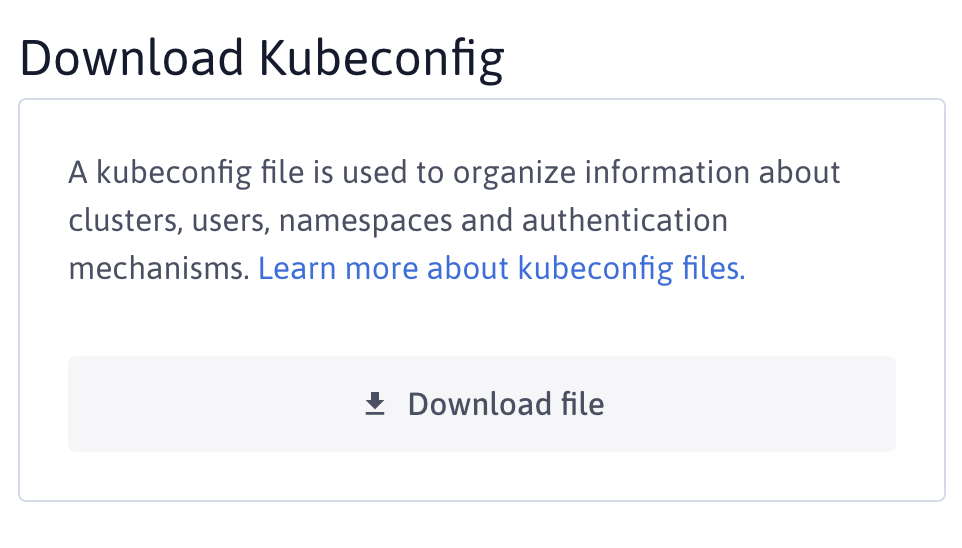 Download Kubeconfig
A kubeconfig file is used to organize information about
clusters, users, namespaces and authentication
mechanisms. Learn more about kubeconfig files.
Download file